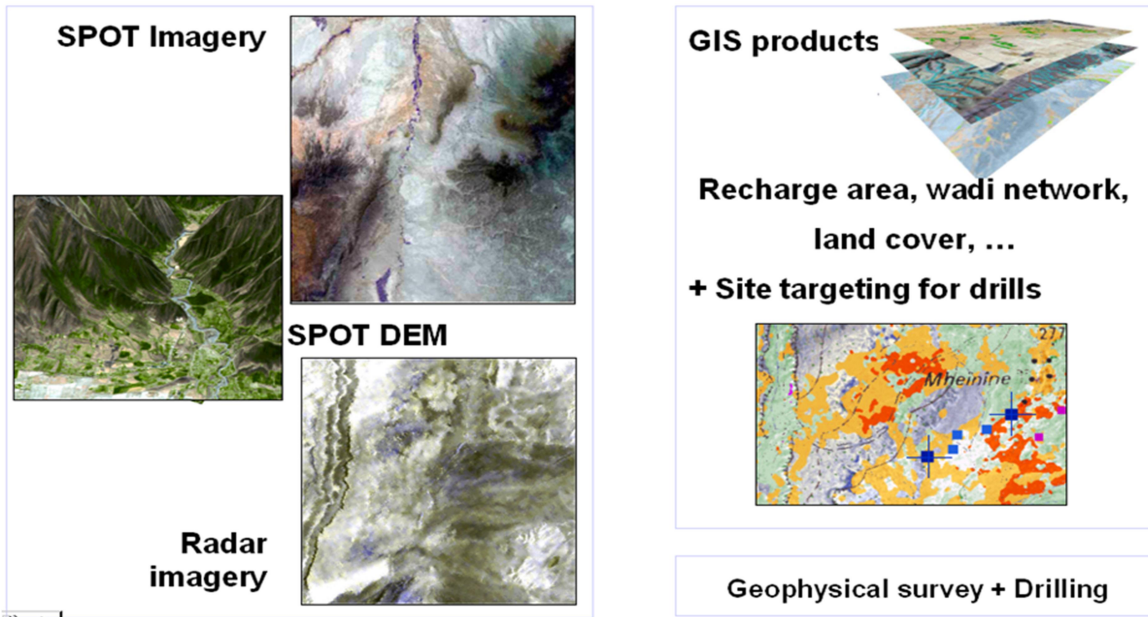 SPOT Imagery
SPOT DEM
Radar
imagery
GIS products
Recharge area, wadi network,
land cover, ...
+ Site targeting for drills
277
Mheinine
Geophysical survey + Drilling